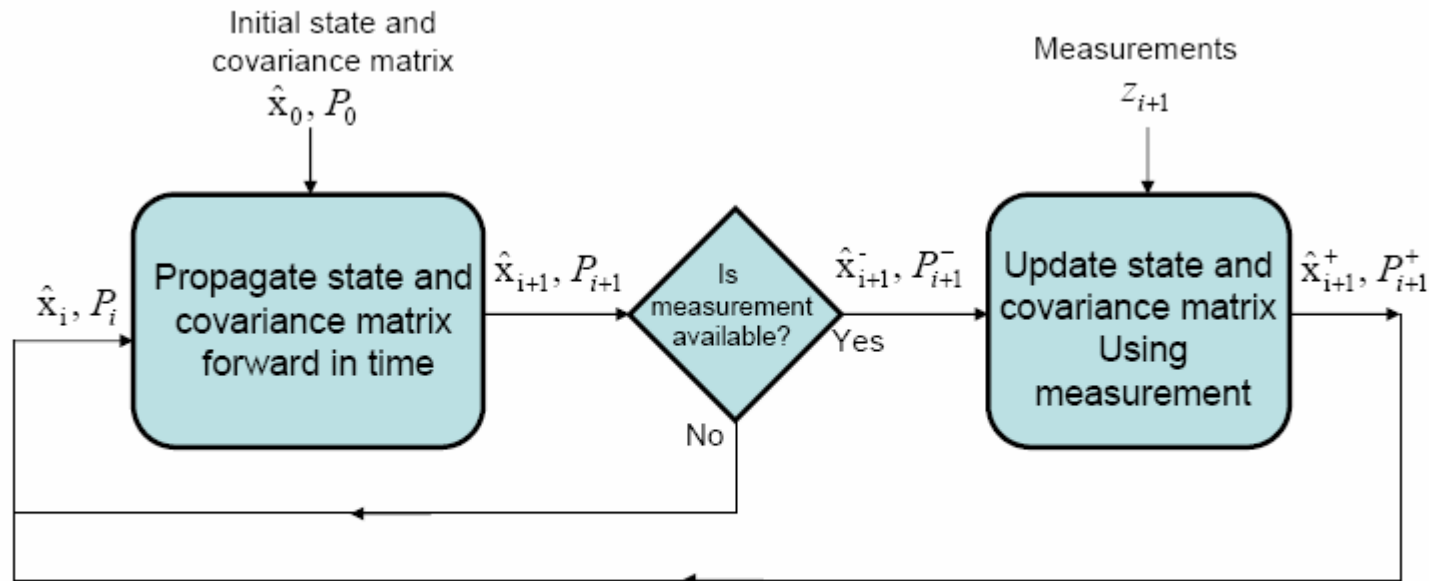 Initial state and
covariance matrix
x̂₀, P₀
Measurements
zᵢ₊₁
x̂ᵢ, Pᵢ
Propagate state and
covariance matrix
forward in time
x̂ᵢ₊₁, Pᵢ₊₁
Is
measurement
available?
Yes
No
x̂⁻ᵢ₊₁, P⁻ᵢ₊₁
Update state and
covariance matrix
Using
measurement
x̂⁺ᵢ₊₁, P⁺ᵢ₊₁